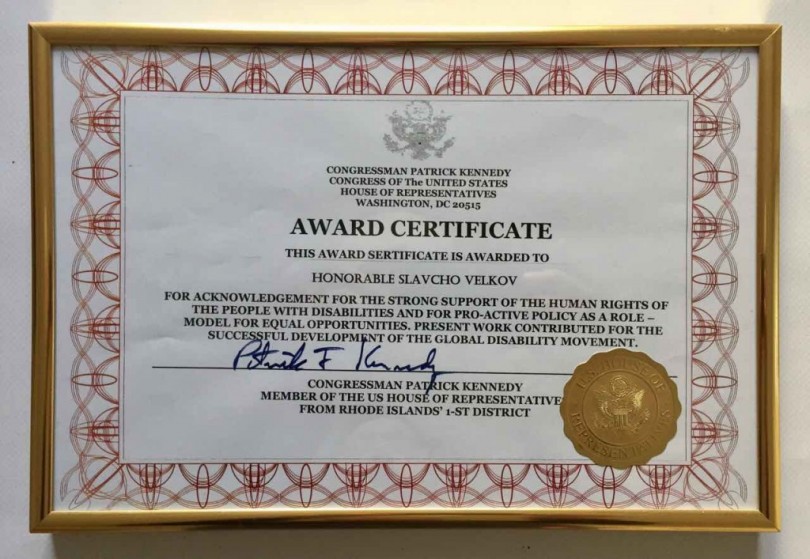 CONGRESSMAN PATRICK KENNEDY
CONGRESS OF The UNITED STATES
HOUSE OF REPRESENTATIVES
WASHINGTON, DC 20515
AWARD CERTIFICATE
THIS AWARD SERTIFICATE IS AWARDED TO
HONORABLE SLAVCHO VELKOV
FOR ACKNOWLEDGEMENT FOR THE STRONG SUPPORT OF THE HUMAN RIGHTS OF
THE PEOPLE WITH DISABILITIES AND FOR PRO-ACTIVE POLICY AS A ROLE –
MODEL FOR EQUAL OPPORTUNITIES. PRESENT WORK CONTRIBUTED FOR THE
SUCCESSFUL DEVELOPMENT OF THE GLOBAL DISABILITY MOVEMENT.
Patrick F Kennedy
CONGRESSMAN PATRICK KENNEDY
MEMBER OF THE US HOUSE OF REPRESENTATIVE
FROM RHODE ISLANDS' 1-ST DISTRICT
U.S. HOUSE OF
REPRESENTATIVES